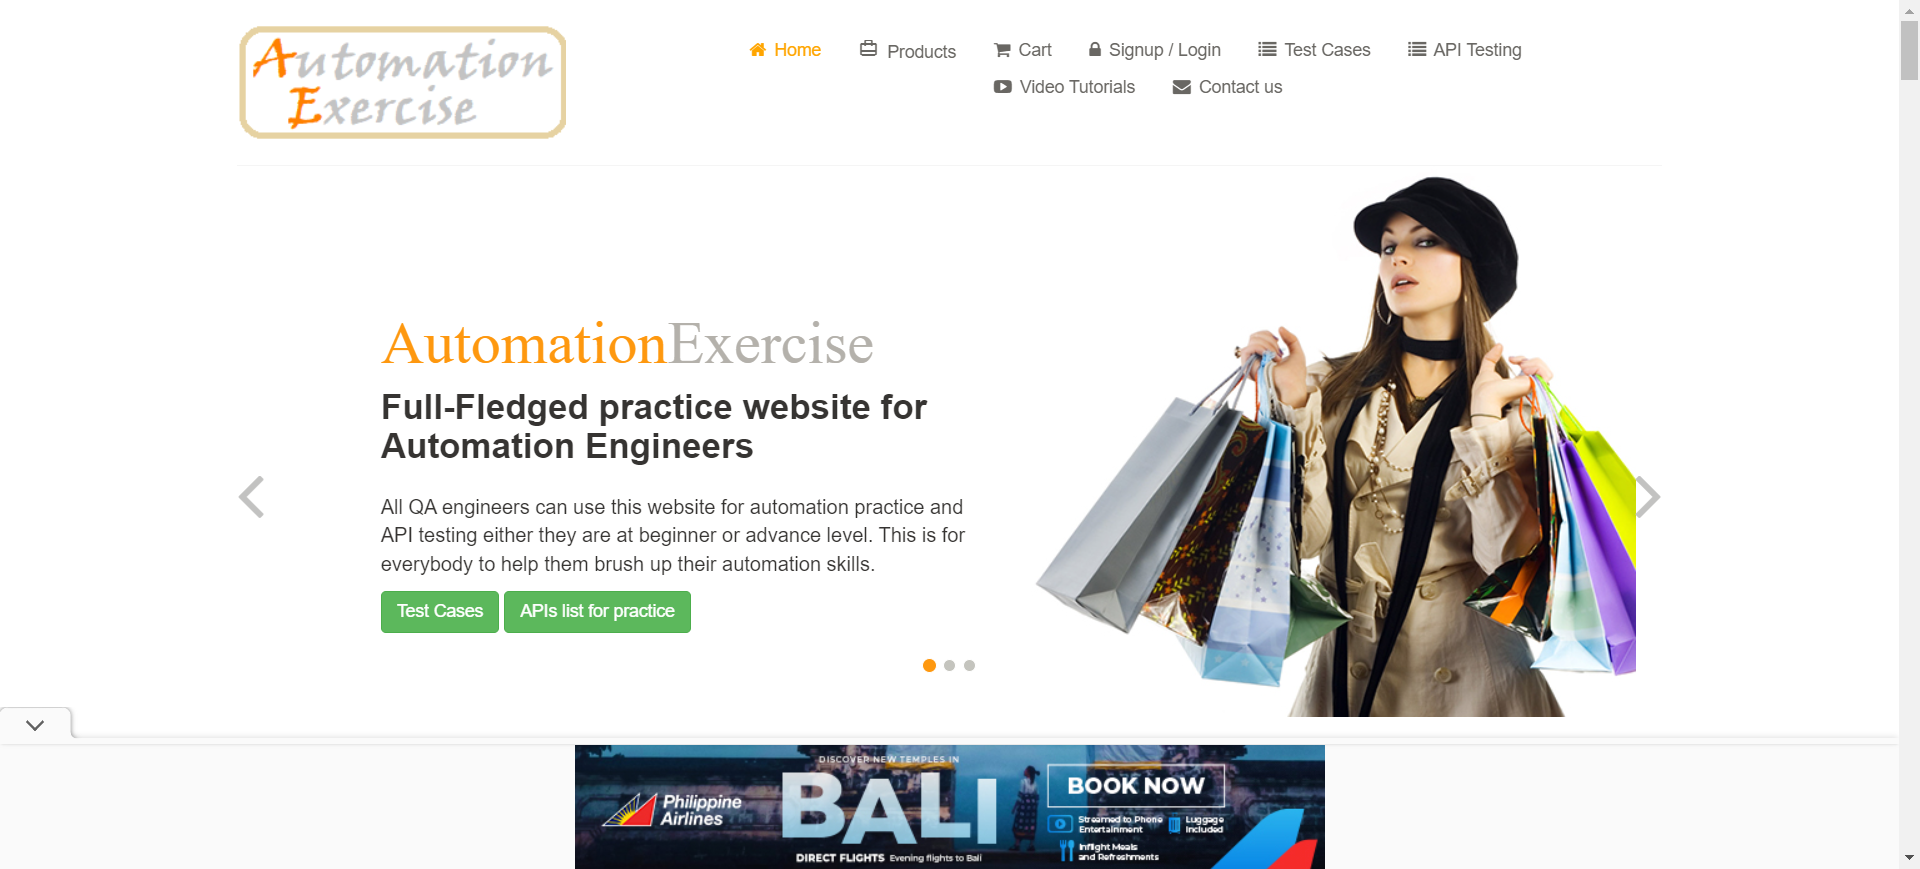 Automation
Exercise
Home
Products
Cart
Signup / Login
Test Cases
API Testing
Video Tutorials
Contact us
AutomationExercise
Full-Fledged practice website for
Automation Engineers
All QA engineers can use this website for automation practice and
API testing either they are at beginner or advance level. This is for
everybody to help them brush up their automation skills.
Test Cases
APIs list for practice
DISCOVER NEW TEMPLES IN
BALI
Philippine
Airlines
DIRECT FLIGHTS Evening flights to Bali
BOOK NOW
Streamed to Phone
Entertainment
Luggage
Included
Inflight Meals
and Refreshments